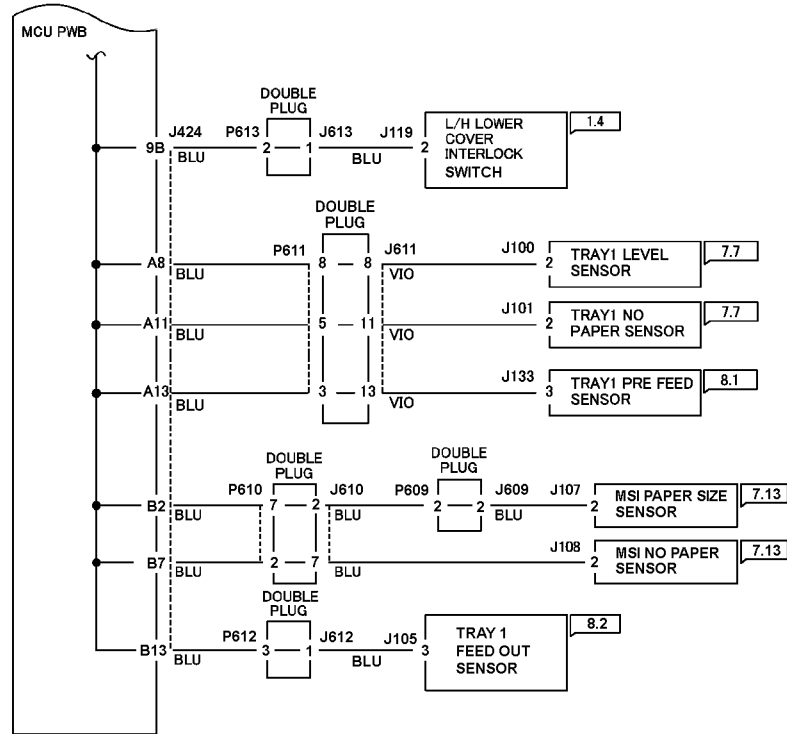 MCU PWB
DOUBLE
PLUG
9B J424 P613 2 1 J613 J119 2
BLU BLU
L/H LOWER
COVER
INTERLOCK
SWITCH
1.4
DOUBLE
PLUG
A8 P611 8 8 J611 J100 2
BLU VIO
TRAY1 LEVEL
SENSOR
7.7
A11 5 11 J101 2
BLU VIO
TRAY1 NO
PAPER SENSOR
7.7
A13 3 13 J133 3
BLU VIO
TRAY1 PRE FEED
SENSOR
8.1
DOUBLE
PLUG
DOUBLE
PLUG
B2 P610 7 2 J610 P609 2 2 J609 J107 2
BLU BLU BLU
MSI PAPER SIZE
SENSOR
7.13
B7 2 7 J108 2
BLU BLU
MSI NO PAPER
SENSOR
7.13
DOUBLE
PLUG
B13 P612 3 1 J612 J105 3
BLU BLU
TRAY 1
FEED OUT
SENSOR
8.2